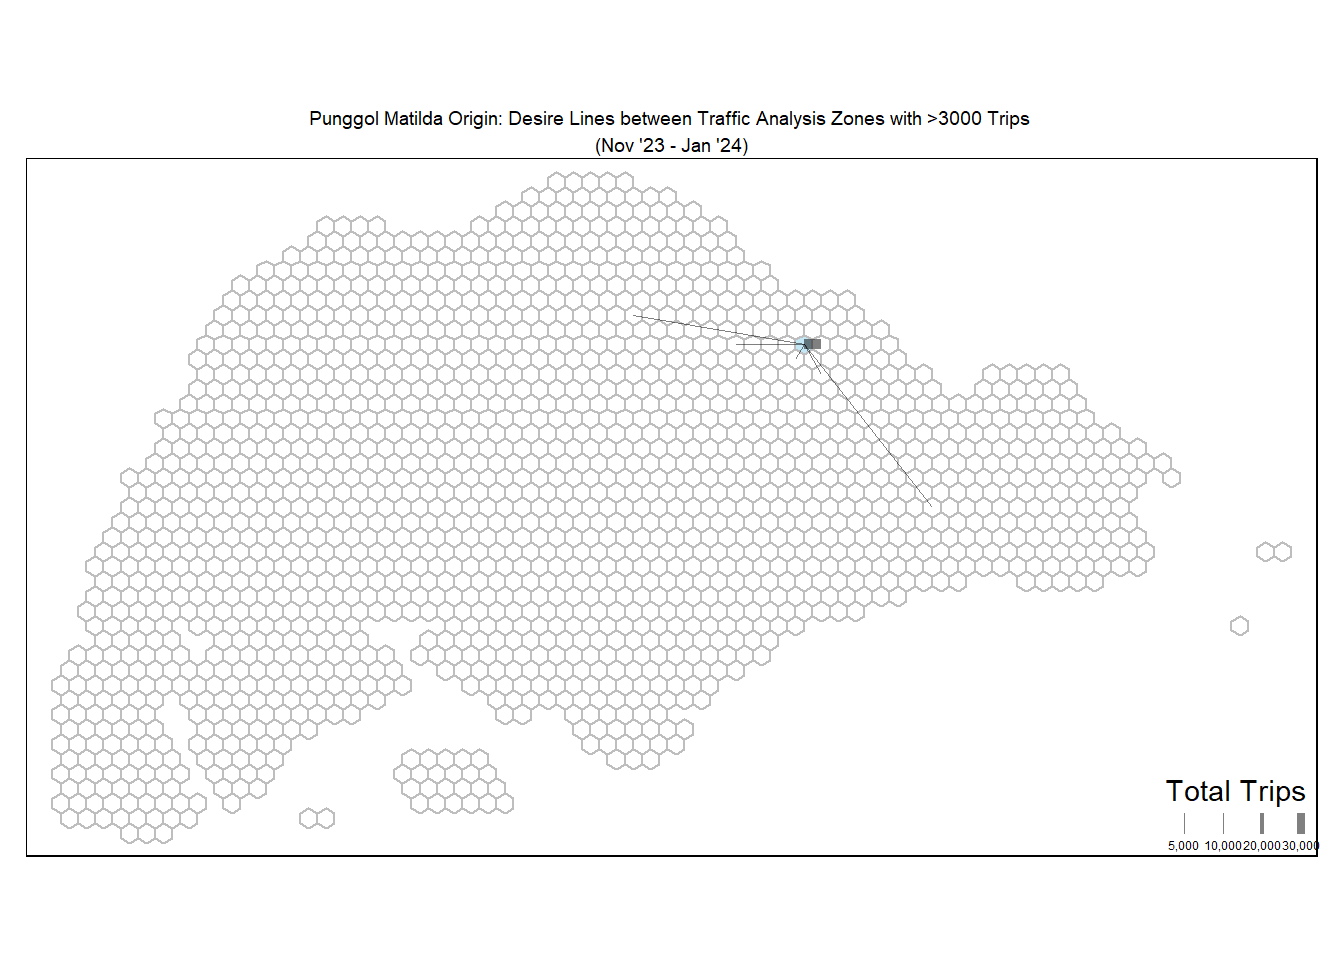 Punggol Matilda Origin: Desire Lines between Traffic Analysis Zones with >3000 Trips
(Nov '23 - Jan '24)
Total Trips
5,000 10,000 20,000 30,000